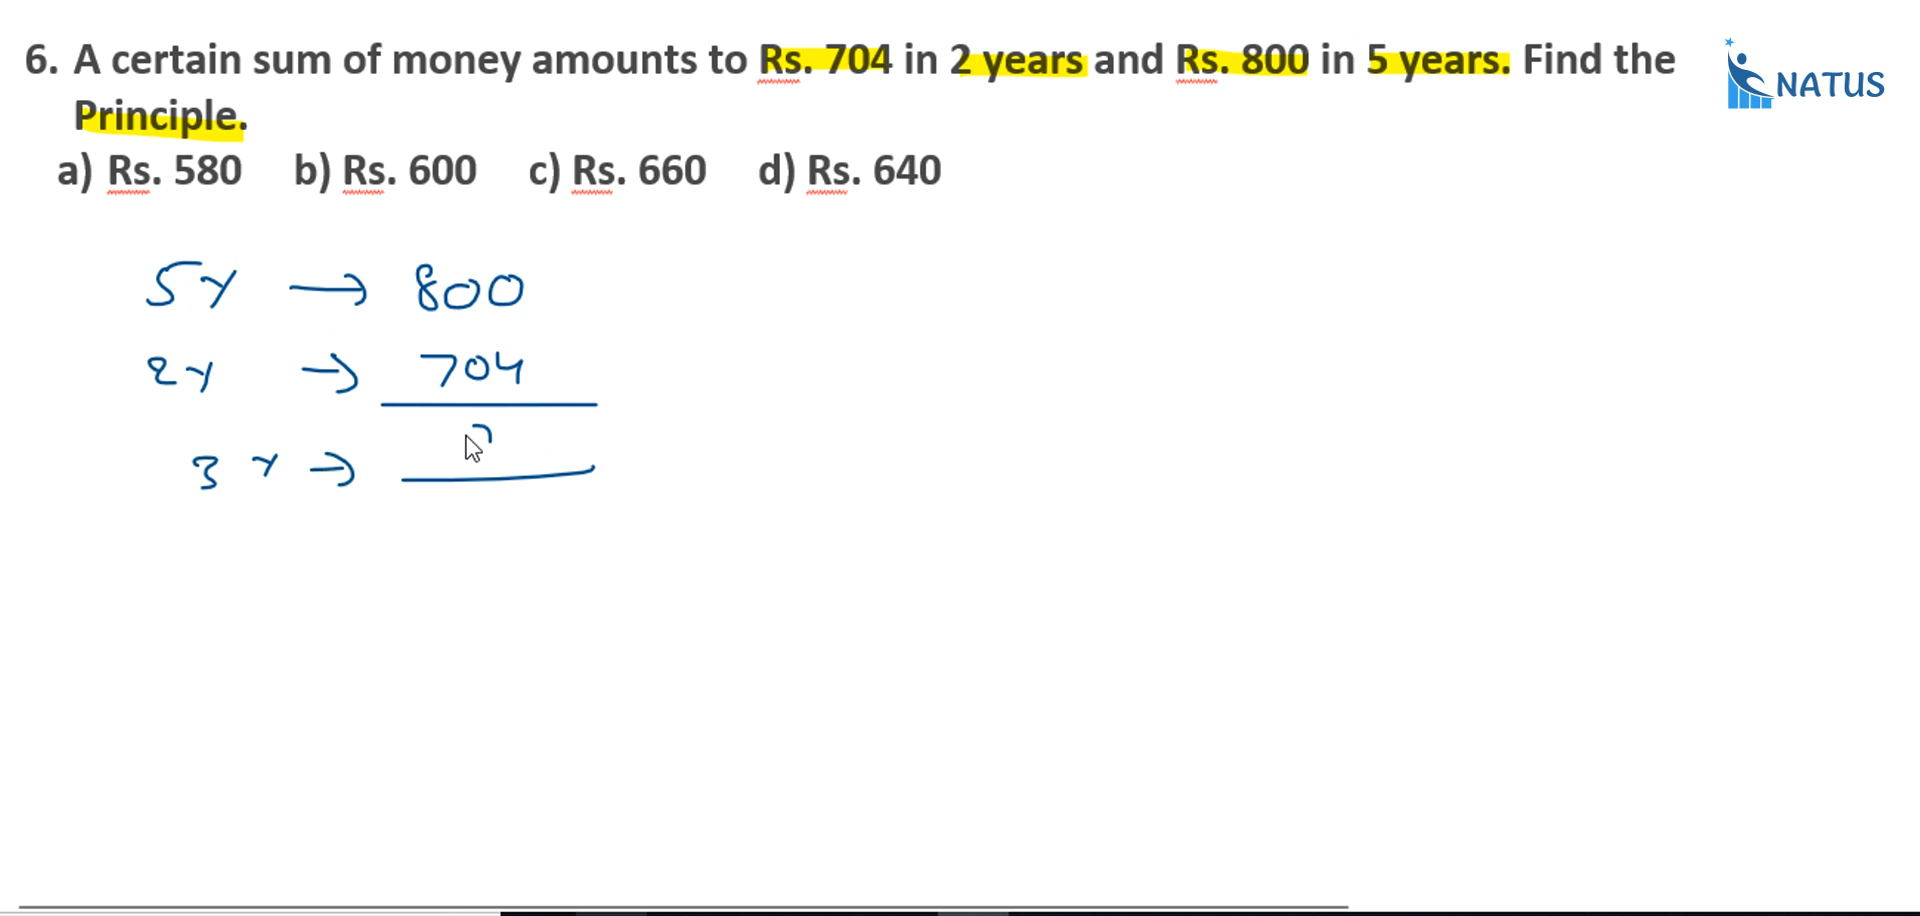 6. A certain sum of money amounts to Rs. 704 in 2 years and Rs. 800 in 5 years. Find the
Principle.
NATUS
a) Rs. 580 b) Rs. 600 c) Rs. 660 d) Rs. 640
5Y → 800
2Y → 704
3 Y →